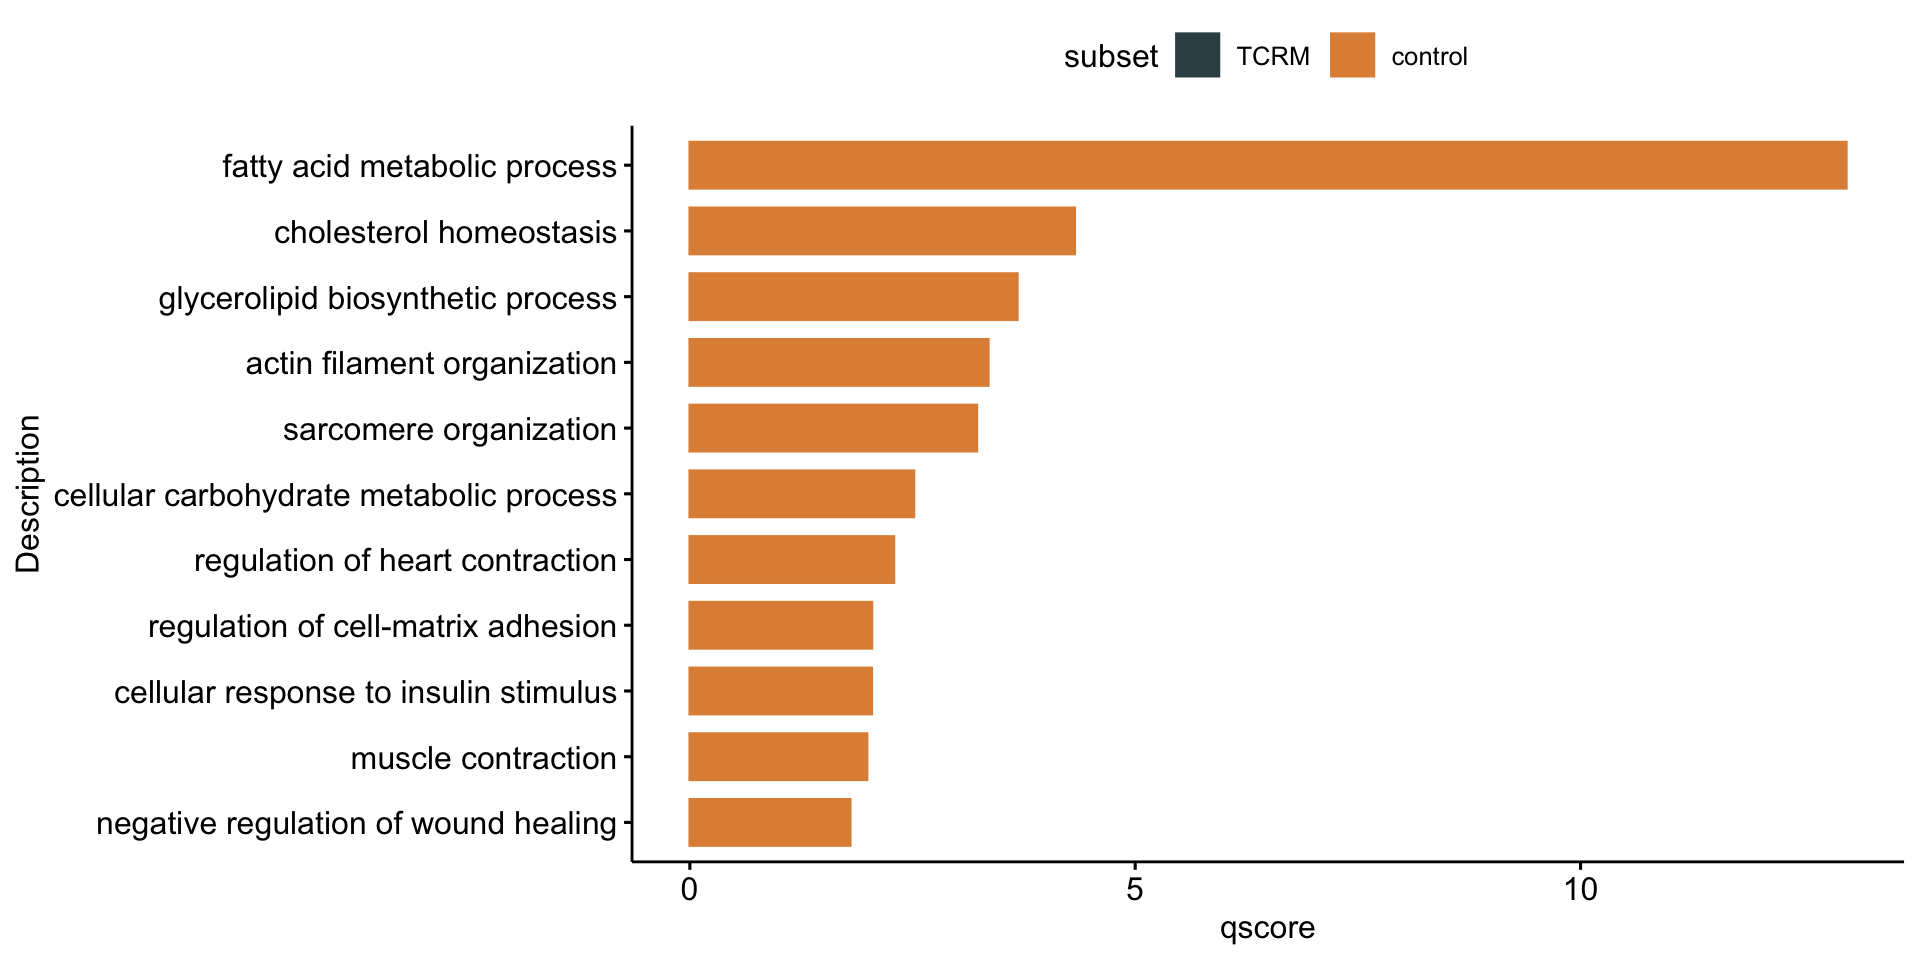 subset TCRM control
fatty acid metabolic process
cholesterol homeostasis
glycerolipid biosynthetic process
actin filament organization
sarcomere organization
cellular carbohydrate metabolic process
regulation of heart contraction
regulation of cell-matrix adhesion
cellular response to insulin stimulus
muscle contraction
negative regulation of wound healing
Description
0 5 10
qscore